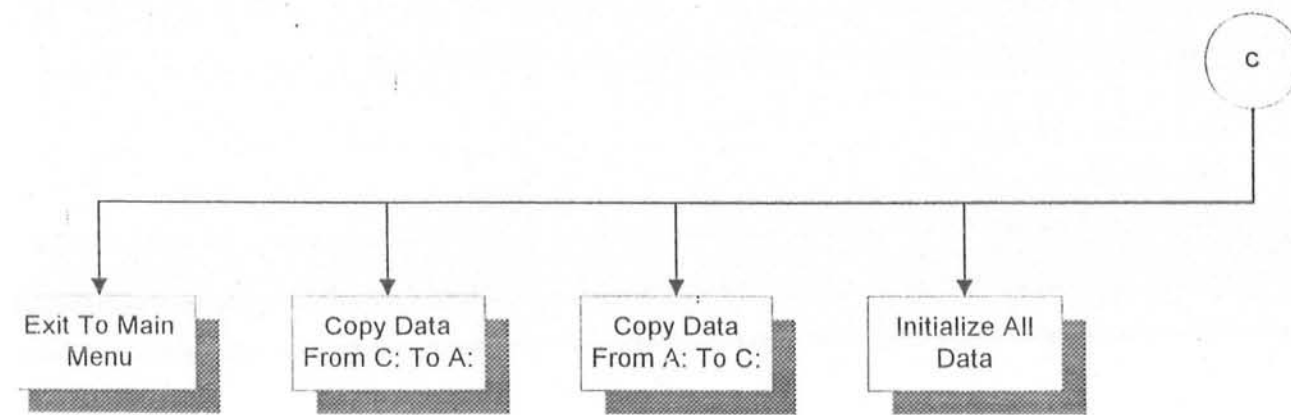 C
Exit To Main
Menu
Copy Data
From C: To A:
Copy Data
From A: To C:
Initialize All
Data